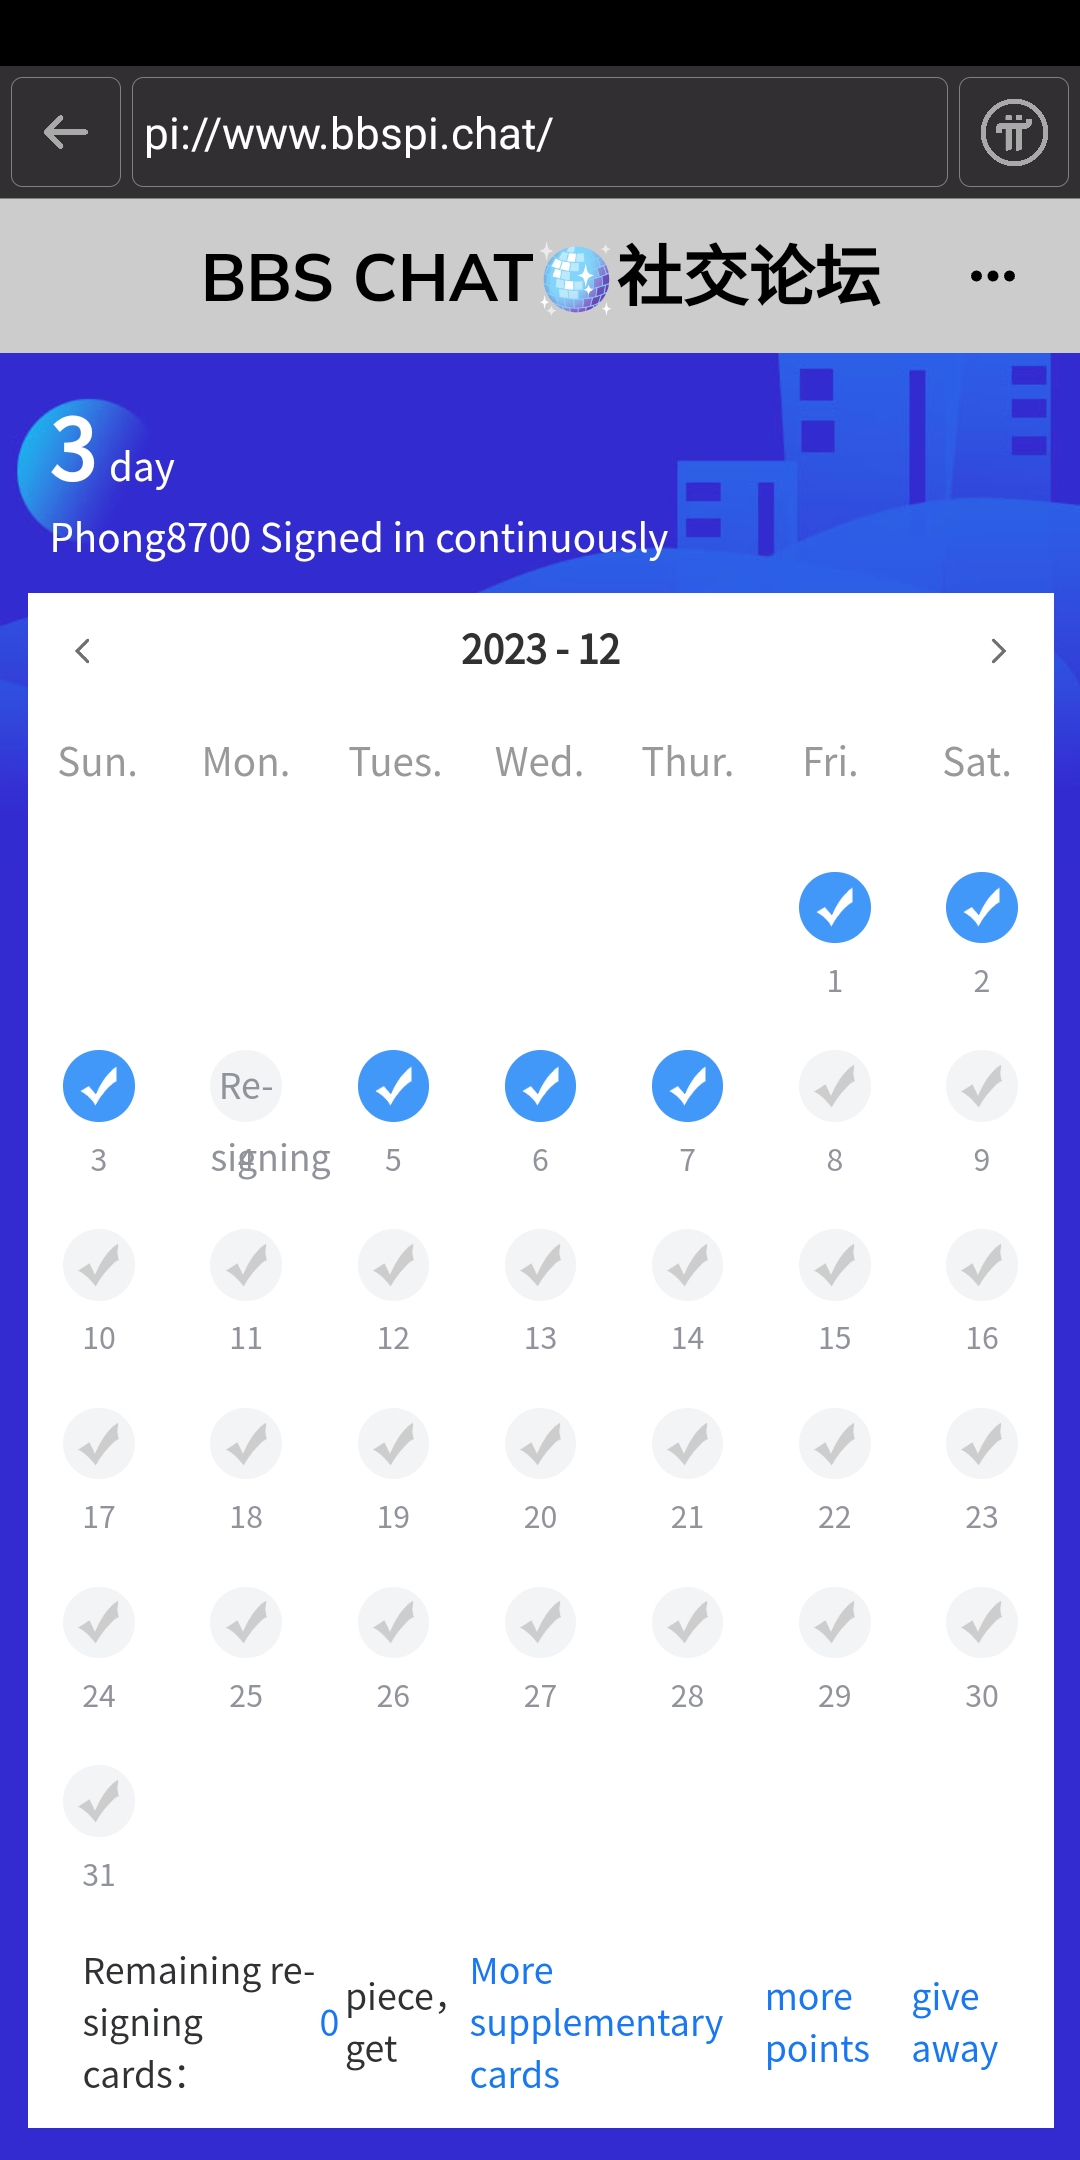 pi://www.bbspi.chat/
BBS CHAT🪩社交论坛
3 day
Phong8700 Signed in continuously
2023 - 12
Sun. Mon. Tues. Wed. Thur. Fri. Sat.
1 2
Re-
3 signing 4 5 6 7 8 9
10 11 12 13 14 15 16
17 18 19 20 21 22 23
24 25 26 27 28 29 30
31
Remaining re-
signing
cards：
0
piece，
get
More
supplementary
cards
more
points
give
away